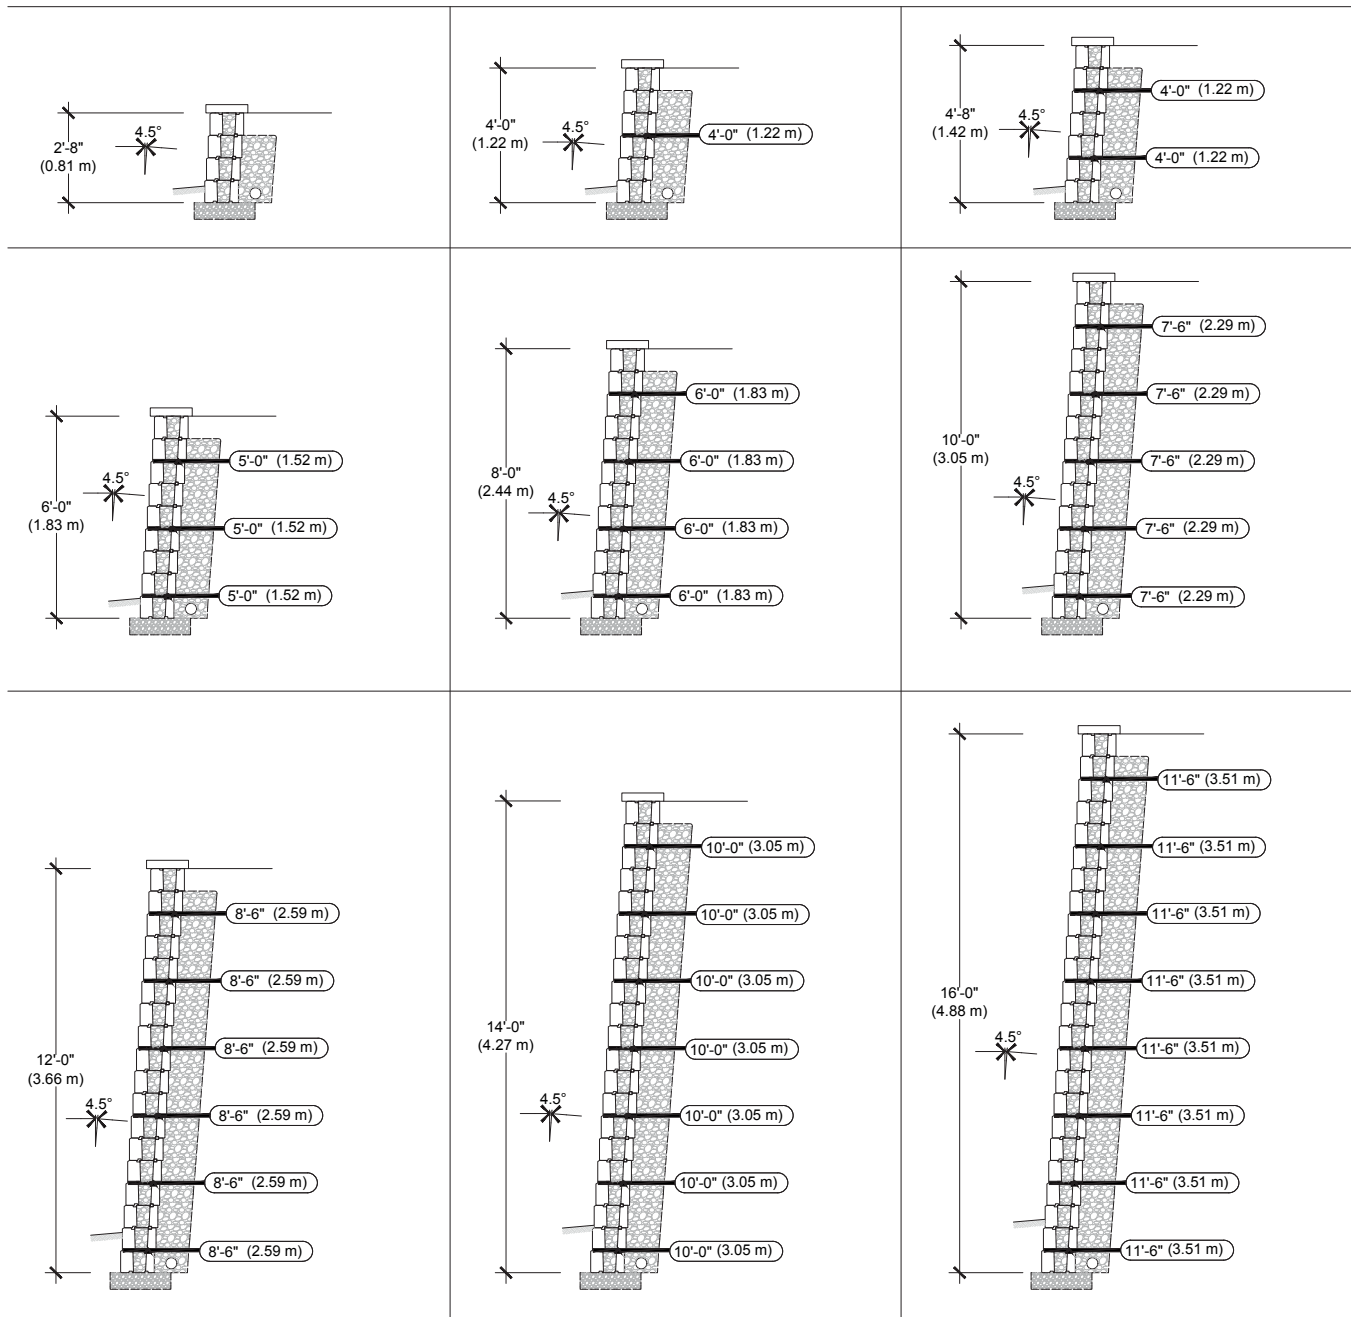 2'-8"
(0.81 m)
4.5°
4'-0"
(1.22 m)
4.5°
4'-0" (1.22 m)
4'-8"
(1.42 m)
4.5°
4'-0" (1.22 m)
4'-0" (1.22 m)
6'-0"
(1.83 m)
4.5°
5'-0" (1.52 m)
5'-0" (1.52 m)
5'-0" (1.52 m)
8'-0"
(2.44 m)
4.5°
6'-0" (1.83 m)
6'-0" (1.83 m)
6'-0" (1.83 m)
6'-0" (1.83 m)
10'-0"
(3.05 m)
4.5°
7'-6" (2.29 m)
7'-6" (2.29 m)
7'-6" (2.29 m)
7'-6" (2.29 m)
7'-6" (2.29 m)
12'-0"
(3.66 m)
4.5°
8'-6" (2.59 m)
8'-6" (2.59 m)
8'-6" (2.59 m)
8'-6" (2.59 m)
8'-6" (2.59 m)
8'-6" (2.59 m)
14'-0"
(4.27 m)
4.5°
10'-0" (3.05 m)
10'-0" (3.05 m)
10'-0" (3.05 m)
10'-0" (3.05 m)
10'-0" (3.05 m)
10'-0" (3.05 m)
10'-0" (3.05 m)
16'-0"
(4.88 m)
4.5°
11'-6" (3.51 m)
11'-6" (3.51 m)
11'-6" (3.51 m)
11'-6" (3.51 m)
11'-6" (3.51 m)
11'-6" (3.51 m)
11'-6" (3.51 m)
11'-6" (3.51 m)